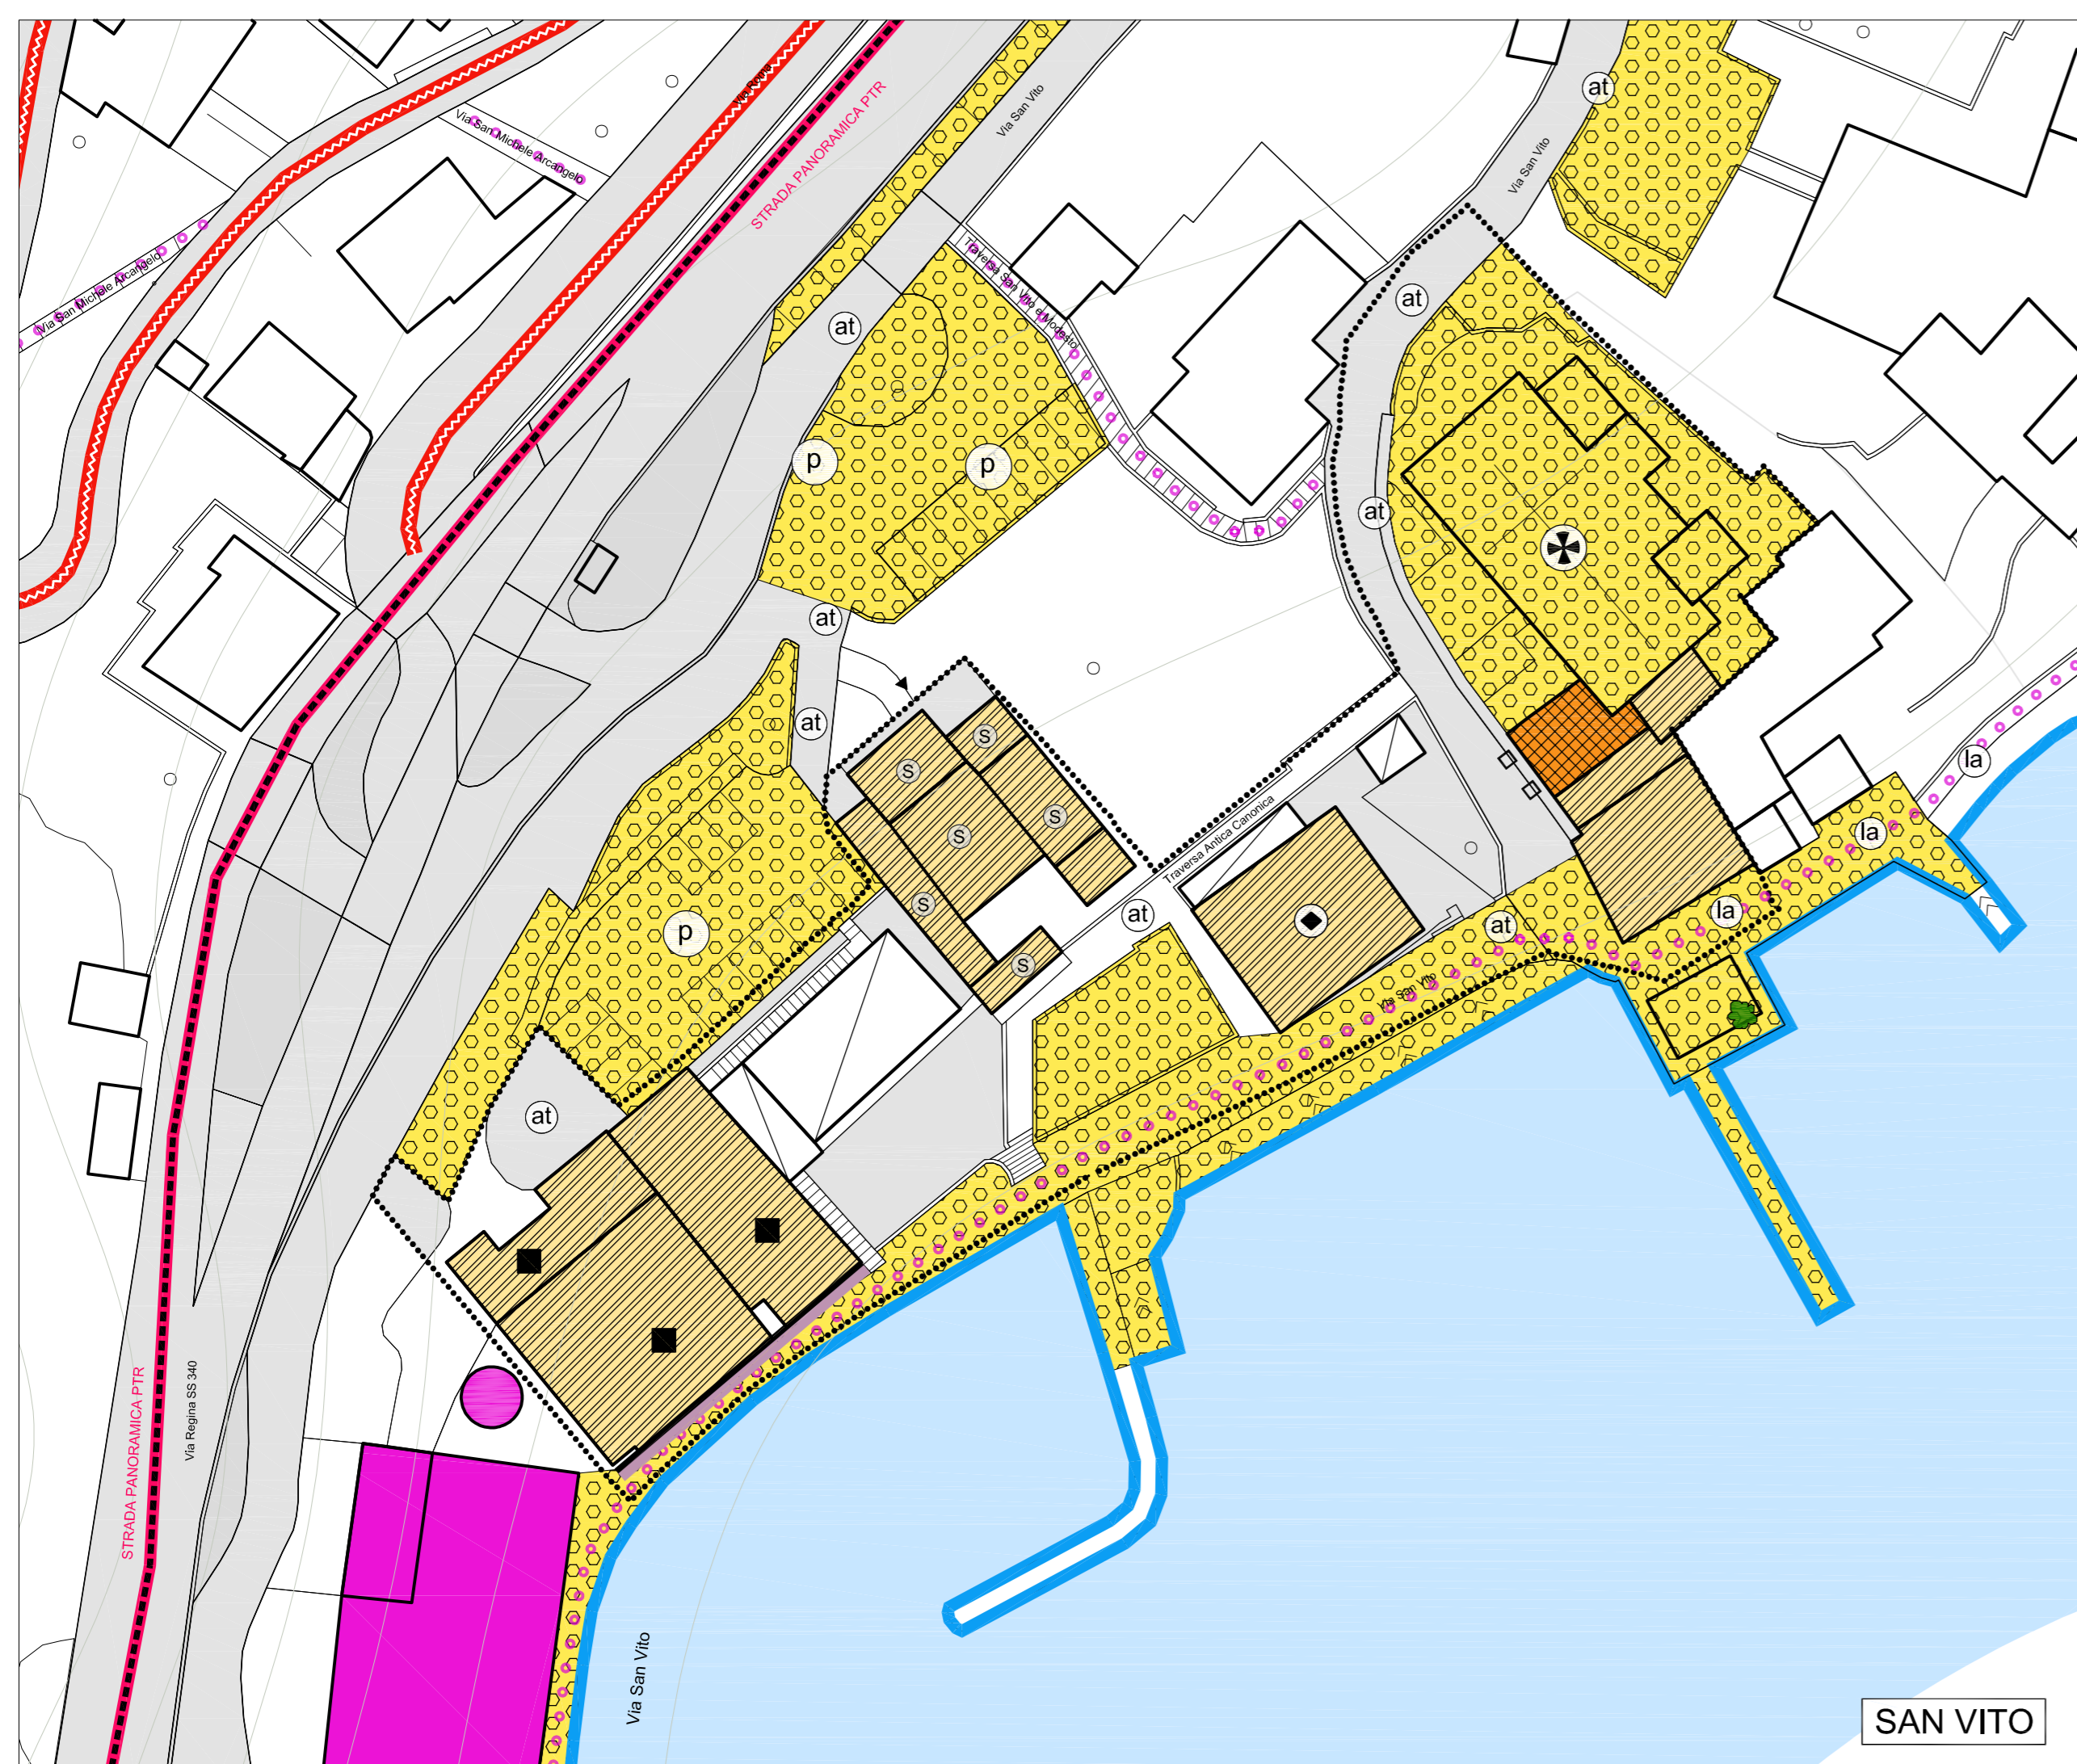 Via Roma
STRADA PANORAMICA PTR
Via San Vito
at
Via San Michele Arcangelo
Via San Vito
Via San Michele Arcangelo
Traversa San Vito e Modesto
at
at
p
p
at
at
at
S
S
S
S
S
S
Traversa Antica Canonica
la
la
la
at
at
p
Via San Vito
at
STRADA PANORAMICA PTR
Via Regina SS 340
Via San Vito
SAN VITO